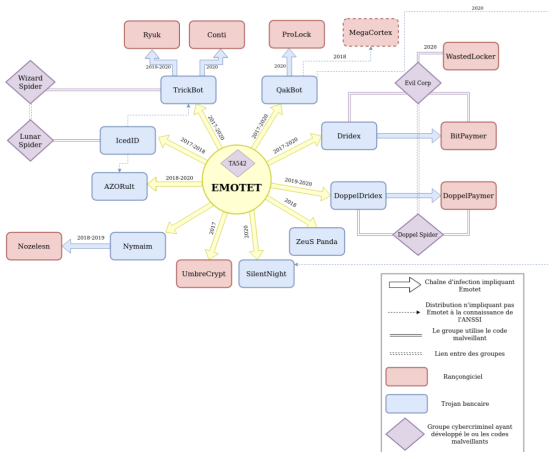 2020
Ryuk
Conti
ProLock
MegaCortex
WastedLocker
2019-2020
2020
2020
2018
2020
Wizard
Spider
TrickBot
QakBot
Evil Corp
2017-2020
2017-2020
Lunar
Spider
IcedID
2017-2018
2017-2020
Dridex
BitPaymer
TA542
EMOTET
AZORult
2018-2020
2019-2020
DoppelDridex
DoppelPaymer
2018
2017
2020
Nozelesn
2018-2019
Nymaim
ZeuS Panda
Doppel Spider
UmbreCrypt
SilentNight
Chaîne d'infection impliquant
Emotet
Distribution n'impliquant pas
Emotet à la connaissance de
l'ANSSI
Le groupe utilise le code
malveillant
Lien entre des groupes
Rançongiciel
Trojan bancaire
Groupe cybercriminel ayant
développé le ou les codes
malveillants